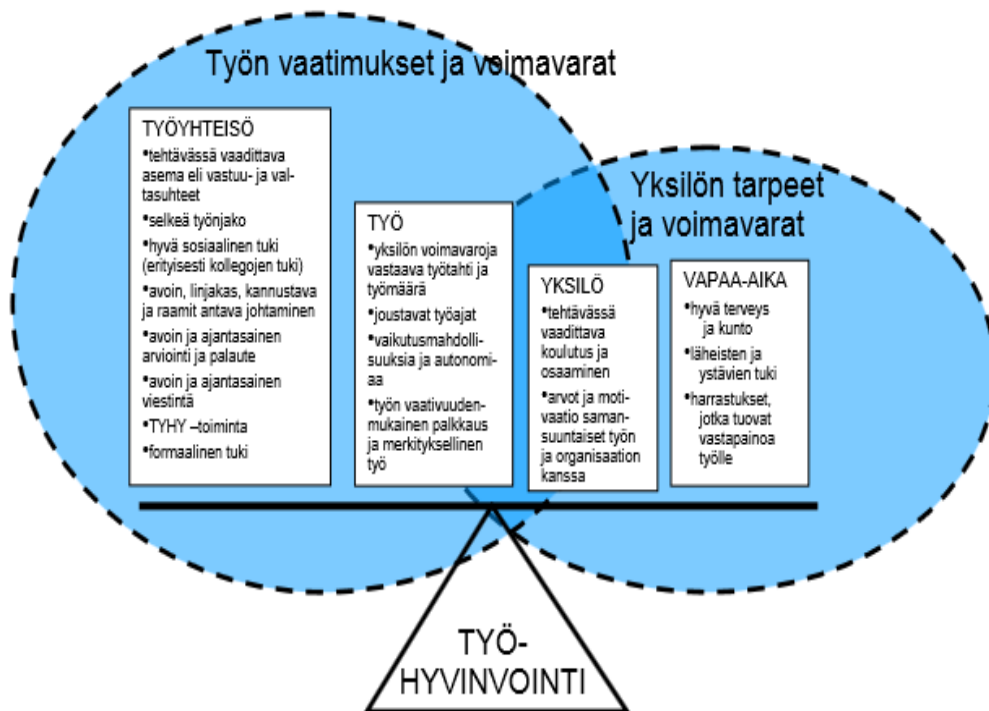 Työn vaatimukset ja voimavarat
TYÖYHTEISÖ
•tehtävässä vaadittava
asema eli vastuu- ja val-
tasuhteet
•selkeä työnjako
•hyvä sosiaalinen tuki
(erityisesti kollegojen tuki)
•avoin, linjakas, kannustava
ja raamit antava johtaminen
•avoin ja ajantasainen
arviointi ja palaute
•avoin ja ajantasainen
viestintä
•TYHY –toiminta
•formaalinen tuki
TYÖ
•yksilön voimavaroja
vastaava työtahti ja
työmäärä
•joustavat työajat
•vaikutusmahdolli-
suuksia ja autonomi-
aa
•työn vaativuuden-
mukainen palkkaus
ja merkityksellinen
työ
Yksilön tarpeet
ja voimavarat
YKSILÖ
•tehtävässä
vaadittava
koulutus ja
osaaminen
•arvot ja moti-
vaatio saman-
suuntaiset työn
ja organisaation
kanssa
VAPAA-AIKA
•hyvä terveys
ja kunto
•läheisten ja
ystävien tuki
•harrastukset,
jotka tuovat
vastapainoa
työlle
TYÖ-
HYVINVOINTI